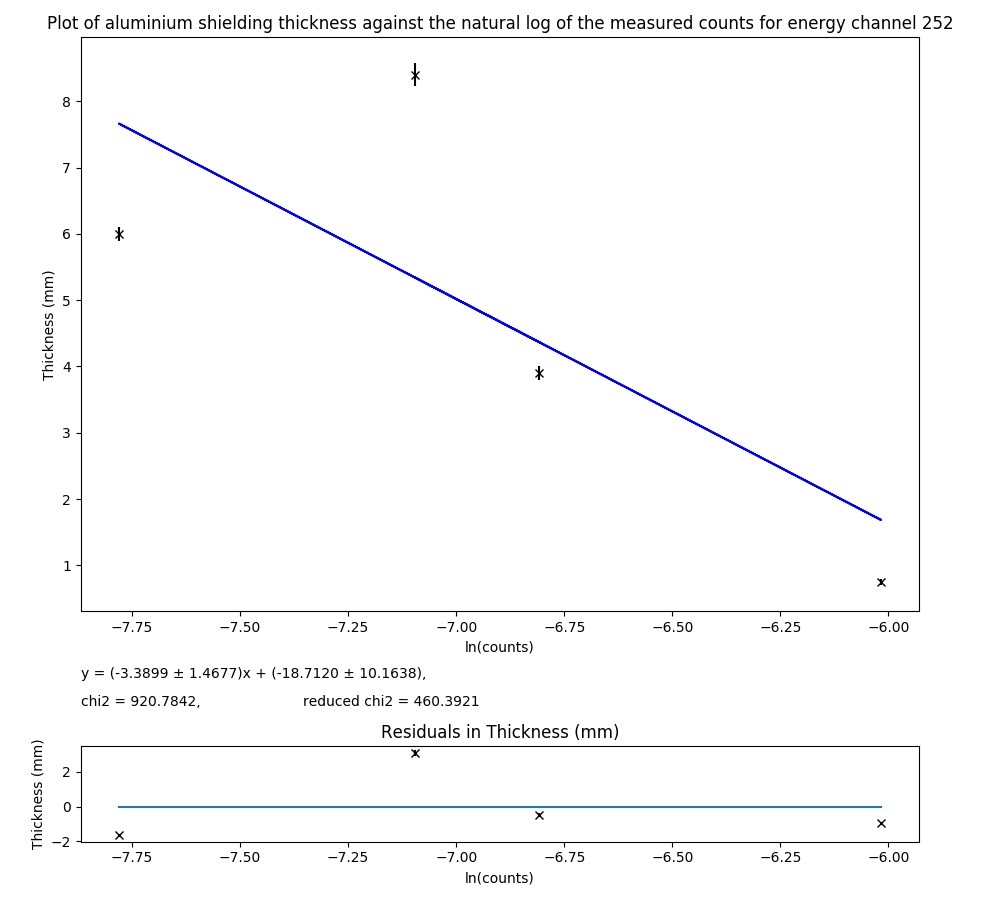 Plot of aluminium shielding thickness against the natural log of the measured counts for energy channel 252
8
7
6
5
4
3
2
1
Thickness (mm)
−7.75 −7.50 −7.25 −7.00 −6.75 −6.50 −6.25 −6.00
ln(counts)
y = (-3.3899 ± 1.4677)x + (-18.7120 ± 10.1638),
chi2 = 920.7842, reduced chi2 = 460.3921
Residuals in Thickness (mm)
2
0
−2
Thickness (mm)
−7.75 −7.50 −7.25 −7.00 −6.75 −6.50 −6.25 −6.00
ln(counts)